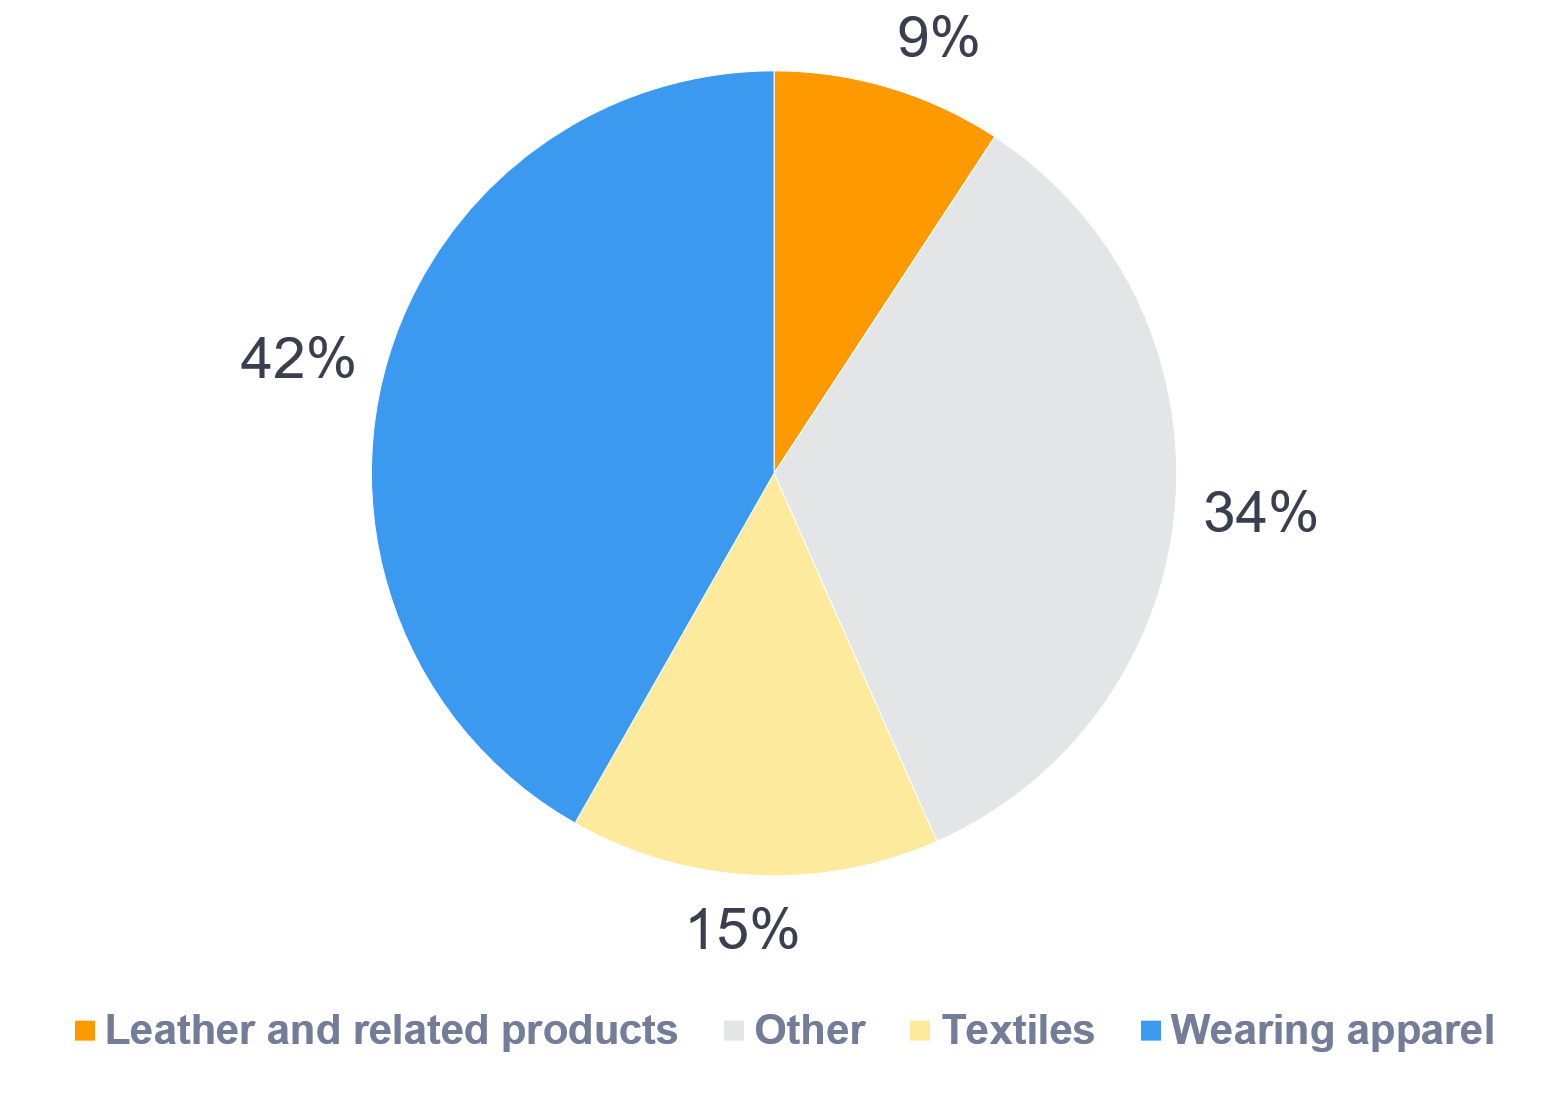 9%
42%
34%
15%
Leather and related products Other Textiles Wearing apparel